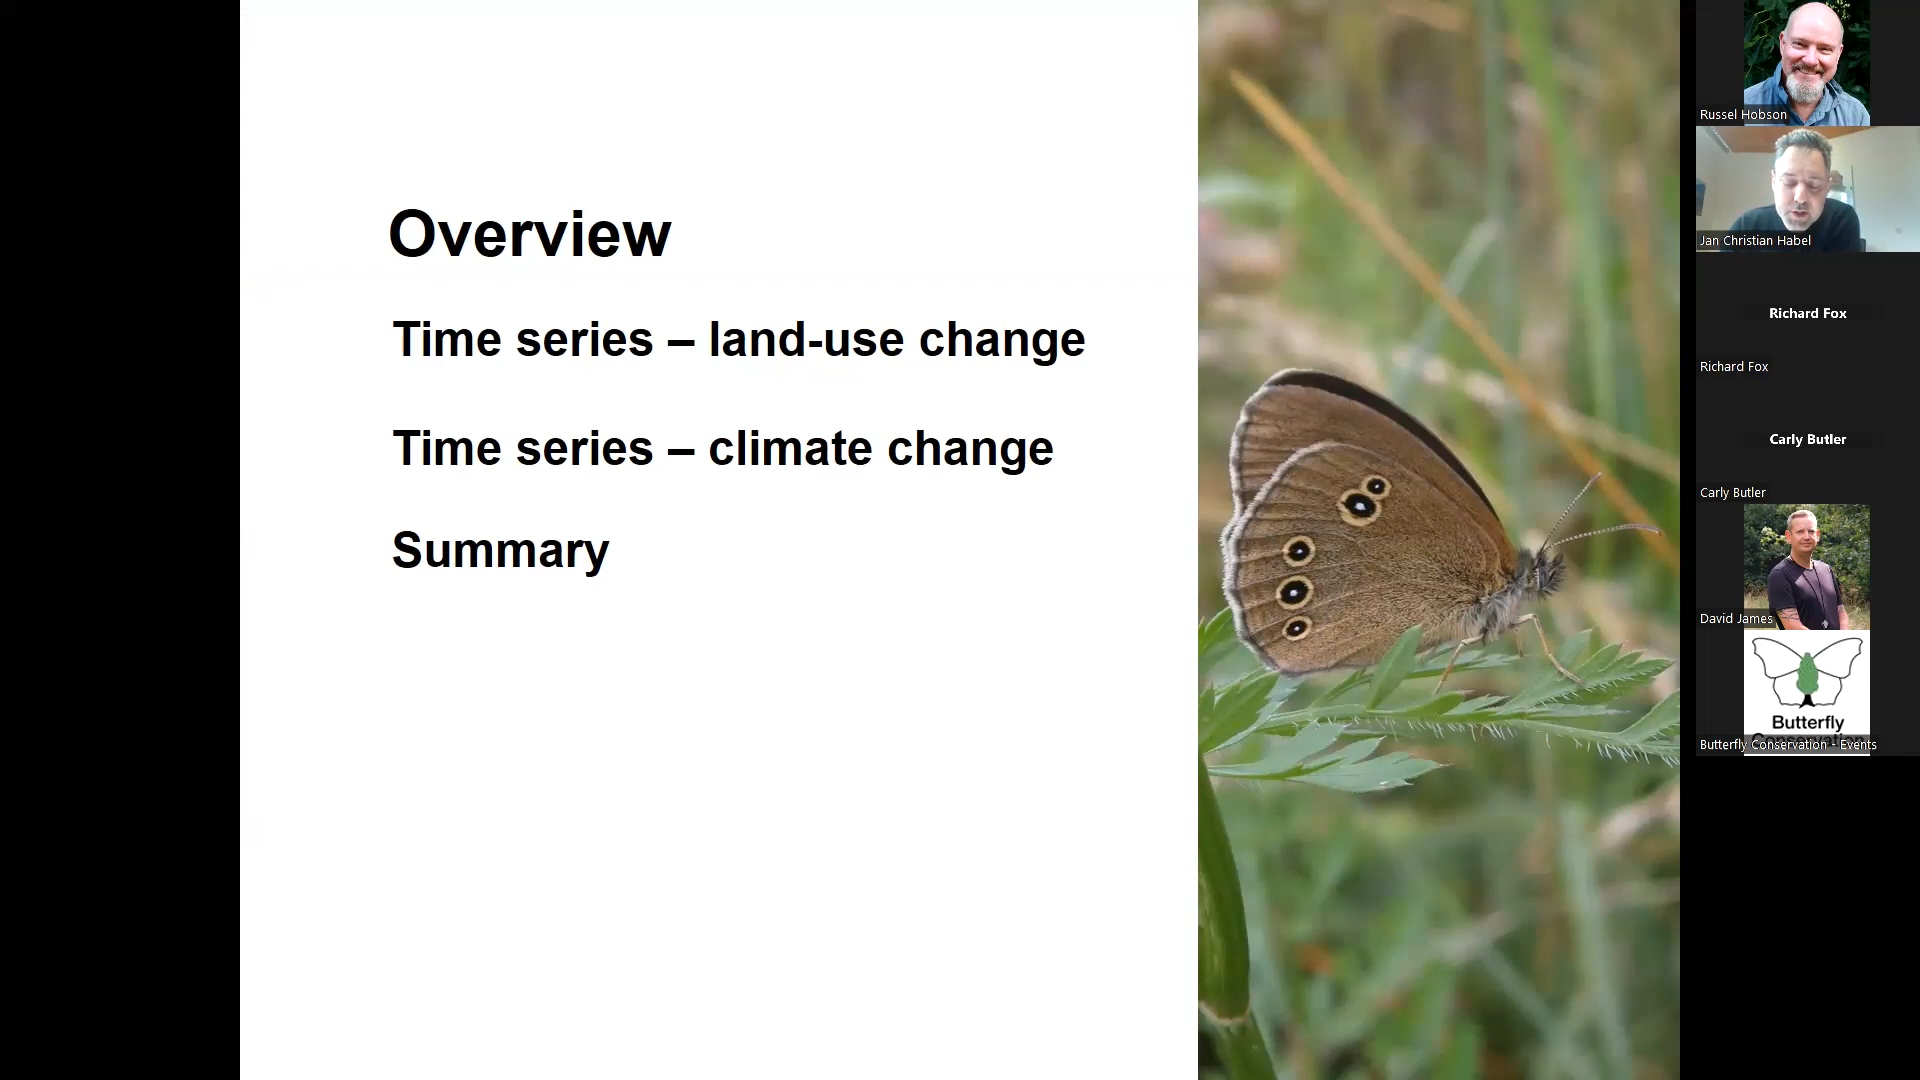 Overview
Time series – land-use change
Time series – climate change
Summary
Russel Hobson
Jan Christian Habel
Richard Fox
Richard Fox
Carly Butler
Carly Butler
David James
Butterfly
Conservation
Butterfly Conservation - Events